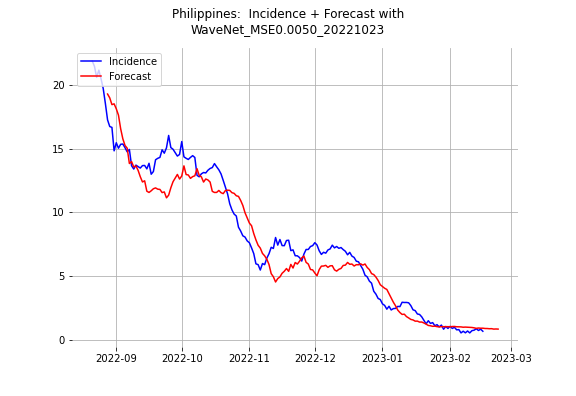 Philippines:  Incidence + Forecast with
WaveNet_MSE0.0050_20221023
Incidence
Forecast
20
15
10
5
0
2022-09 2022-10 2022-11 2022-12 2023-01 2023-02 2023-03